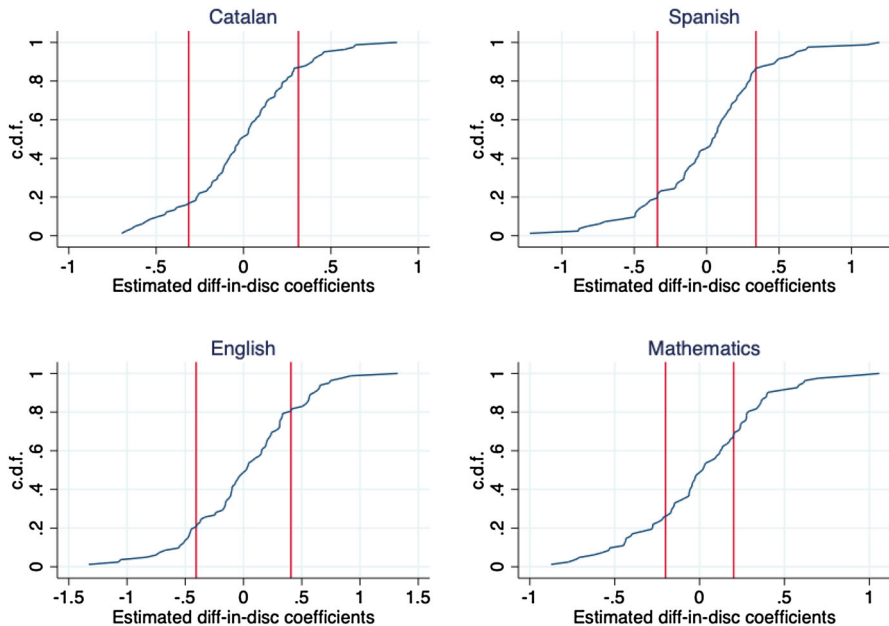 Catalan
c.d.f.
1
.8
.6
.4
.2
0
-1 -.5 0 .5 1
Estimated diff-in-disc coefficients
Spanish
c.d.f.
1
.8
.6
.4
.2
0
-1 -.5 0 .5 1
Estimated diff-in-disc coefficients
English
c.d.f.
1
.8
.6
.4
.2
0
-1.5 -1 -.5 0 .5 1 1.5
Estimated diff-in-disc coefficients
Mathematics
c.d.f.
1
.8
.6
.4
.2
0
-1 -.5 0 .5 1
Estimated diff-in-disc coefficients